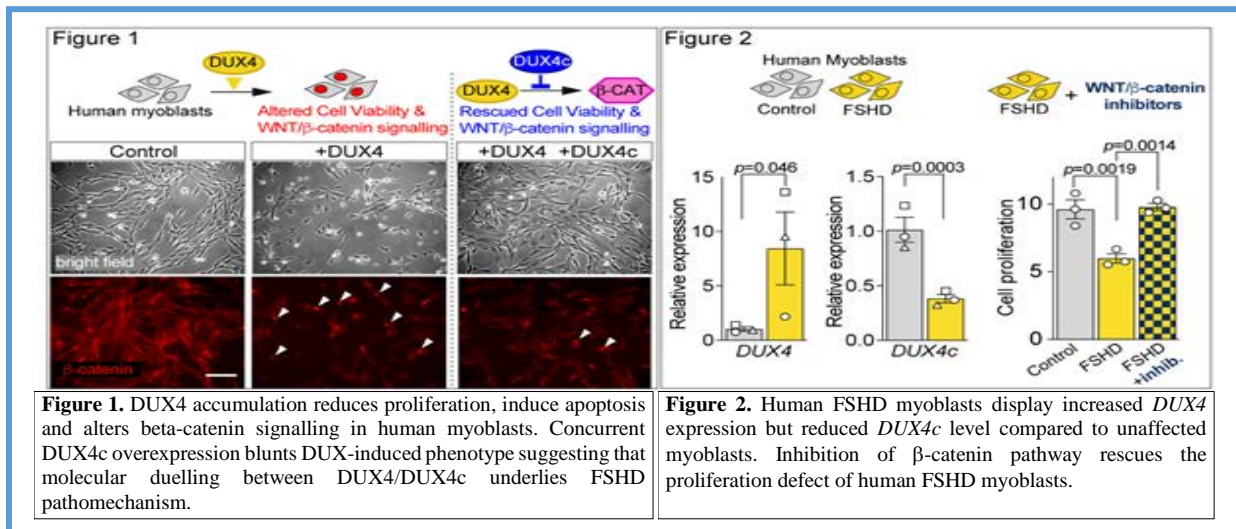 Figure 1
DUX4
Human myoblasts
Altered Cell Viability &
WNT/β-catenin signalling
DUX4c
DUX4
β-CAT
Rescued Cell Viability &
WNT/β-catenin signalling
Control
+DUX4
+DUX4 +DUX4c
bright field
β-catenin
Figure 1. DUX4 accumulation reduces proliferation, induce apoptosis
and alters beta-catenin signalling in human myoblasts. Concurrent
DUX4c overexpression blunts DUX-induced phenotype suggesting that
molecular duelling between DUX4/DUX4c underlies FSHD
pathomechanism.
Figure 2
Human Myoblasts
Control FSHD
FSHD
+ WNT/β-catenin
inhibitors
p=0.046
15
10
5
0
Relative expression
DUX4
p=0.0003
1.5
1.0
0.5
0.0
Relative expression
DUX4c
p=0.0014
p=0.0019
10
5
0
Cell proliferation
Control
FSHD
FSHD
+inhib.
Figure 2. Human FSHD myoblasts display increased DUX4
expression but reduced DUX4c level compared to unaffected
myoblasts. Inhibition of β-catenin pathway rescues the
proliferation defect of human FSHD myoblasts.